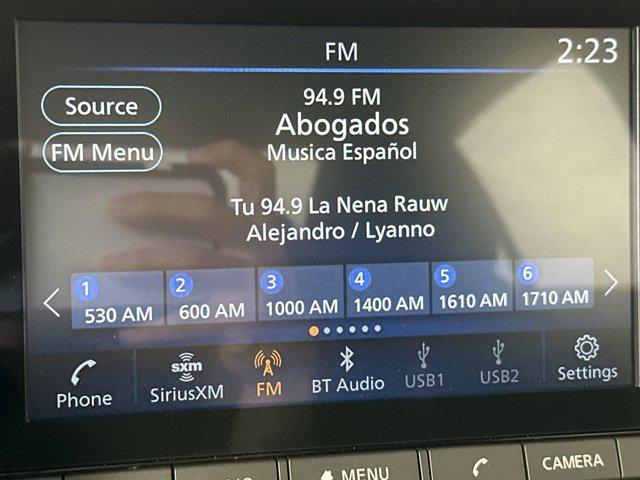 FM
2:23
Source
94.9 FM
Abogados
FM Menu
Musica Español
Tu 94.9 La Nena Rauw
Alejandro / Lyanno
1 2 3 4 5 6
530 AM 600 AM 1000 AM 1400 AM 1610 AM 1710 AM
Phone
sxm
SiriusXM
FM
BT Audio
USB1
USB2
Settings
MENU
CAMERA